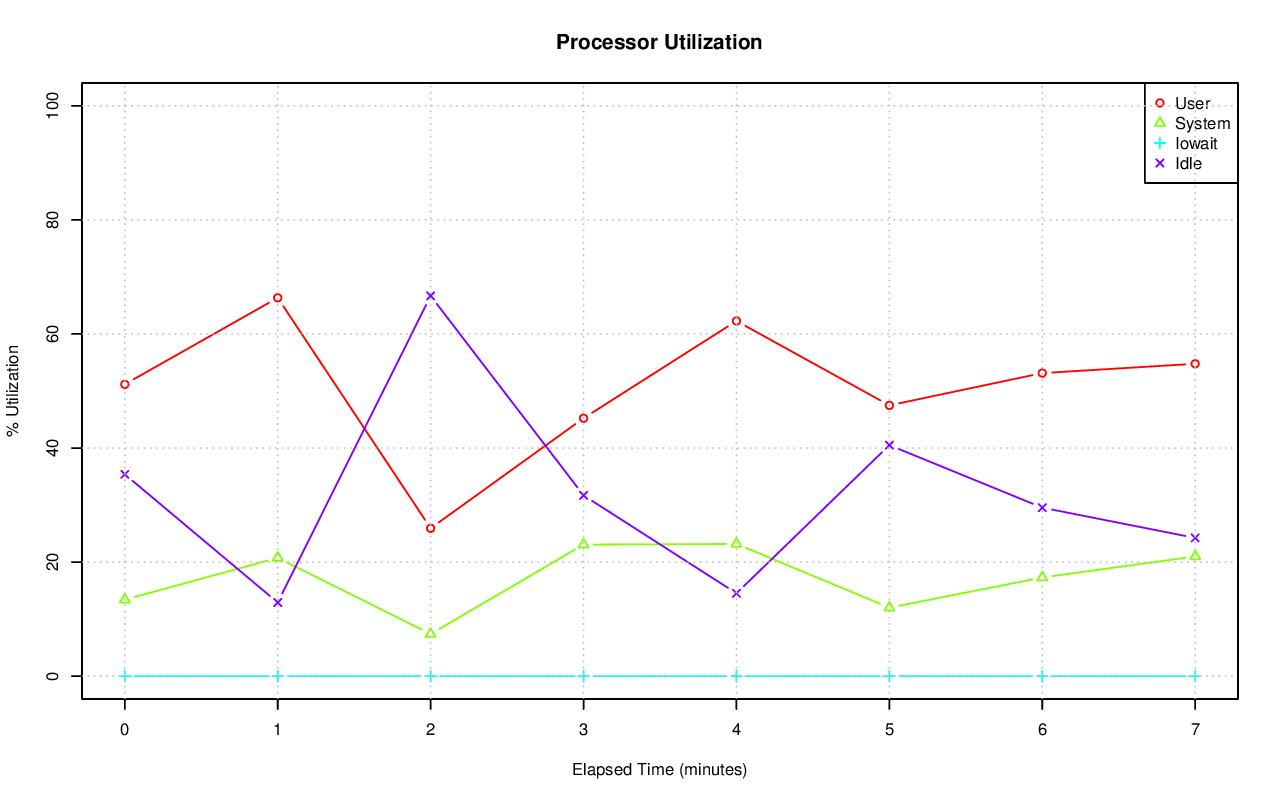 Processor Utilization
% Utilization
100
80
60
40
20
0
User
System
Iowait
Idle
0 1 2 3 4 5 6 7
Elapsed Time (minutes)